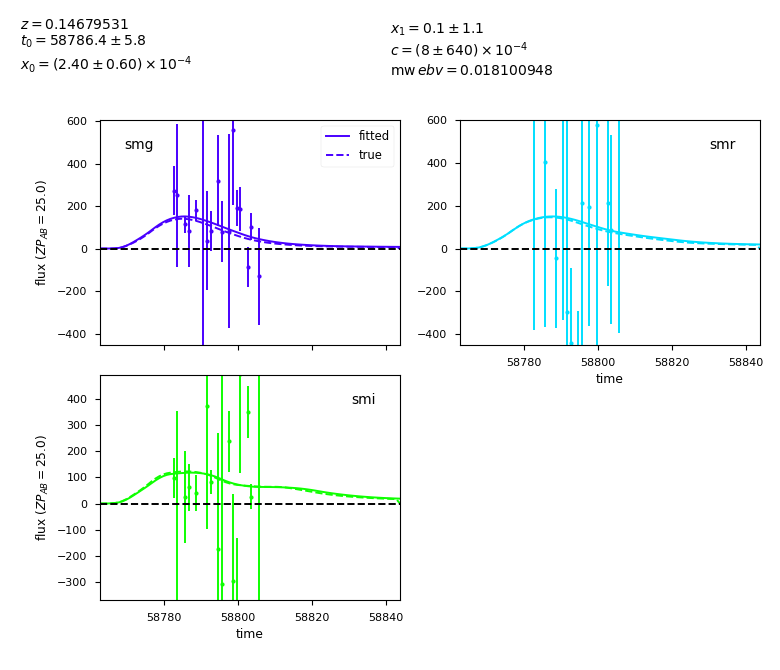 z = 0.14679531
t₀ = 58786.4 ± 5.8
x₀ = (2.40 ± 0.60) × 10⁻⁴
x₁ = 0.1 ± 1.1
c = (8 ± 640) × 10⁻⁴
mw ebv = 0.018100948
smg
fitted
true
600
400
200
0
−200
−400
flux (ZP_AB = 25.0)
smr
600
400
200
0
−200
−400
58780 58800 58820 58840
time
smi
400
300
200
100
0
−100
−200
−300
flux (ZP_AB = 25.0)
58780 58800 58820 58840
time